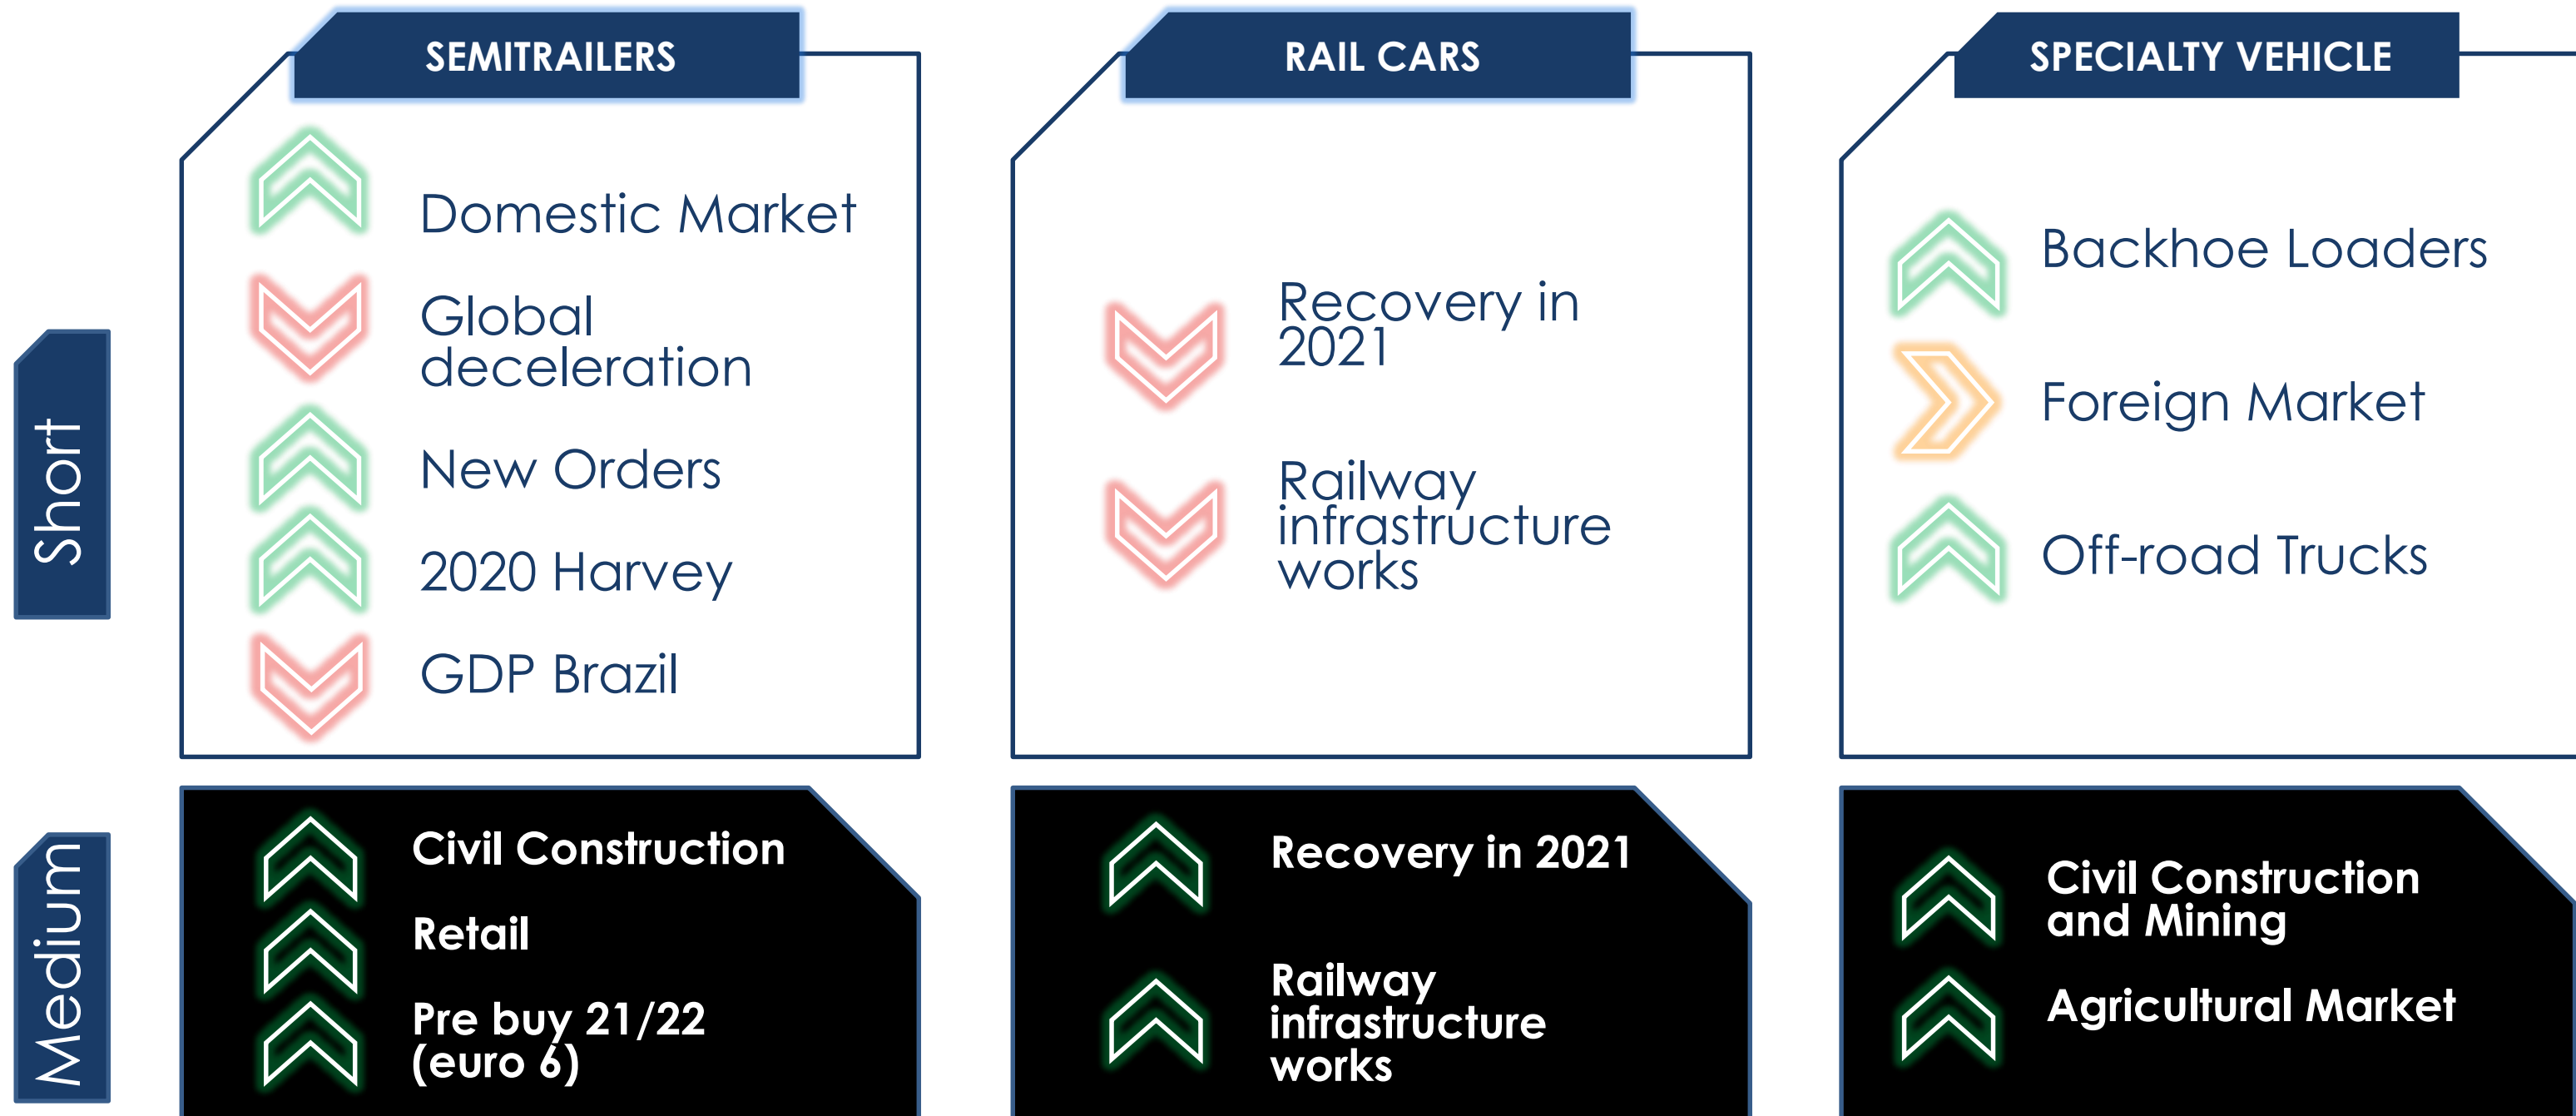 SEMITRAILERS
RAIL CARS
SPECIALTY VEHICLE
Short
Domestic Market
Global
deceleration
New Orders
2020 Harvey
GDP Brazil
Recovery in
2021
Railway
infrastructure
works
Backhoe Loaders
Foreign Market
Off-road Trucks
Medium
Civil Construction
Retail
Pre buy 21/22
(euro 6)
Recovery in 2021
Railway
infrastructure
works
Civil Construction
and Mining
Agricultural Market